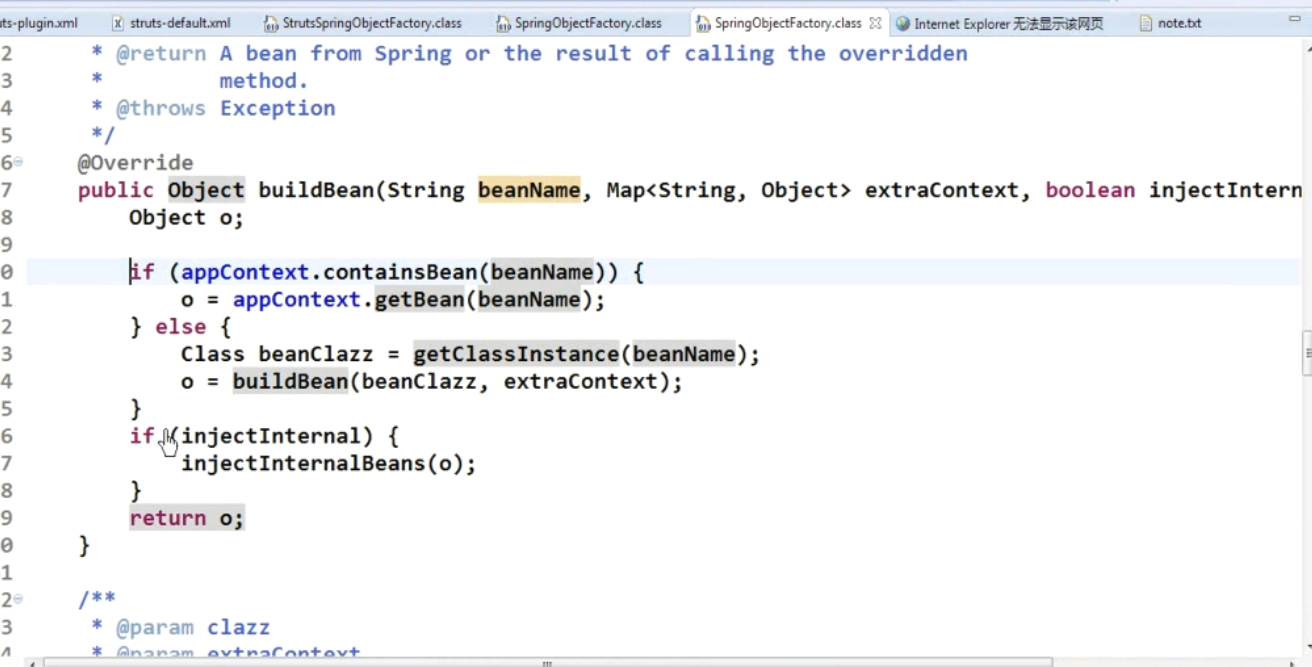 ts-plugin.xml struts-default.xml StrutsSpringObjectFactory.class SpringObjectFactory.class SpringObjectFactory.class Internet Explorer 无法显示该网页 note.txt
2 * @return A bean from Spring or the result of calling the overridden
3 * method.
4 * @throws Exception
5 */
6 @Override
7 public Object buildBean(String beanName, Map<String, Object> extraContext, boolean injectIntern
8 Object o;
9
0 if (appContext.containsBean(beanName)) {
1 o = appContext.getBean(beanName);
2 } else {
3 Class beanClazz = getClassInstance(beanName);
4 o = buildBean(beanClazz, extraContext);
5 }
6 if (injectInternal) {
7 injectInternalBeans(o);
8 }
9 return o;
0 }
1
2 /**
3 * @param clazz
4 * @param extraContext